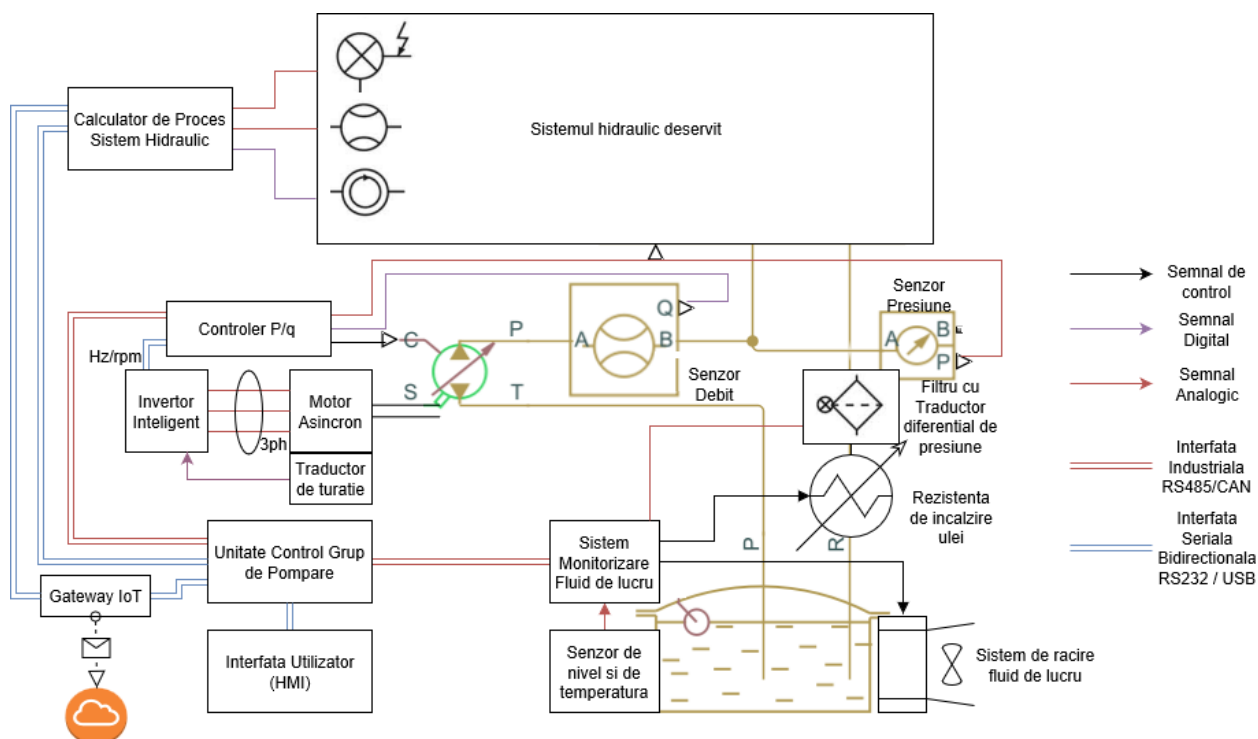 Calculator de Proces
Sistem Hidraulic
Sistemul hidraulic deservit
Semnal de
control
Semnal
Digital
Semnal
Analogic
Interfata
Industriala
RS485/CAN
Interfata
Seriala
Bidirectionala
RS232 / USB
Controler P/q
Hz/rpm
Invertor
Inteligent
3ph
Motor
Asincron
Traductor
de turatie
C
S
P
T
A
Q
B
Senzor
Debit
Senzor
Presiune
A
B
P
Filtru cu
Traductor
diferential de
presiune
Rezistenta
de incalzire
ulei
P
R
Unitate Control Grup
de Pompare
Sistem
Monitorizare
Fluid de lucru
Gateway IoT
Interfata Utilizator
(HMI)
Senzor de
nivel si de
temperatura
Sistem de racire
fluid de lucru